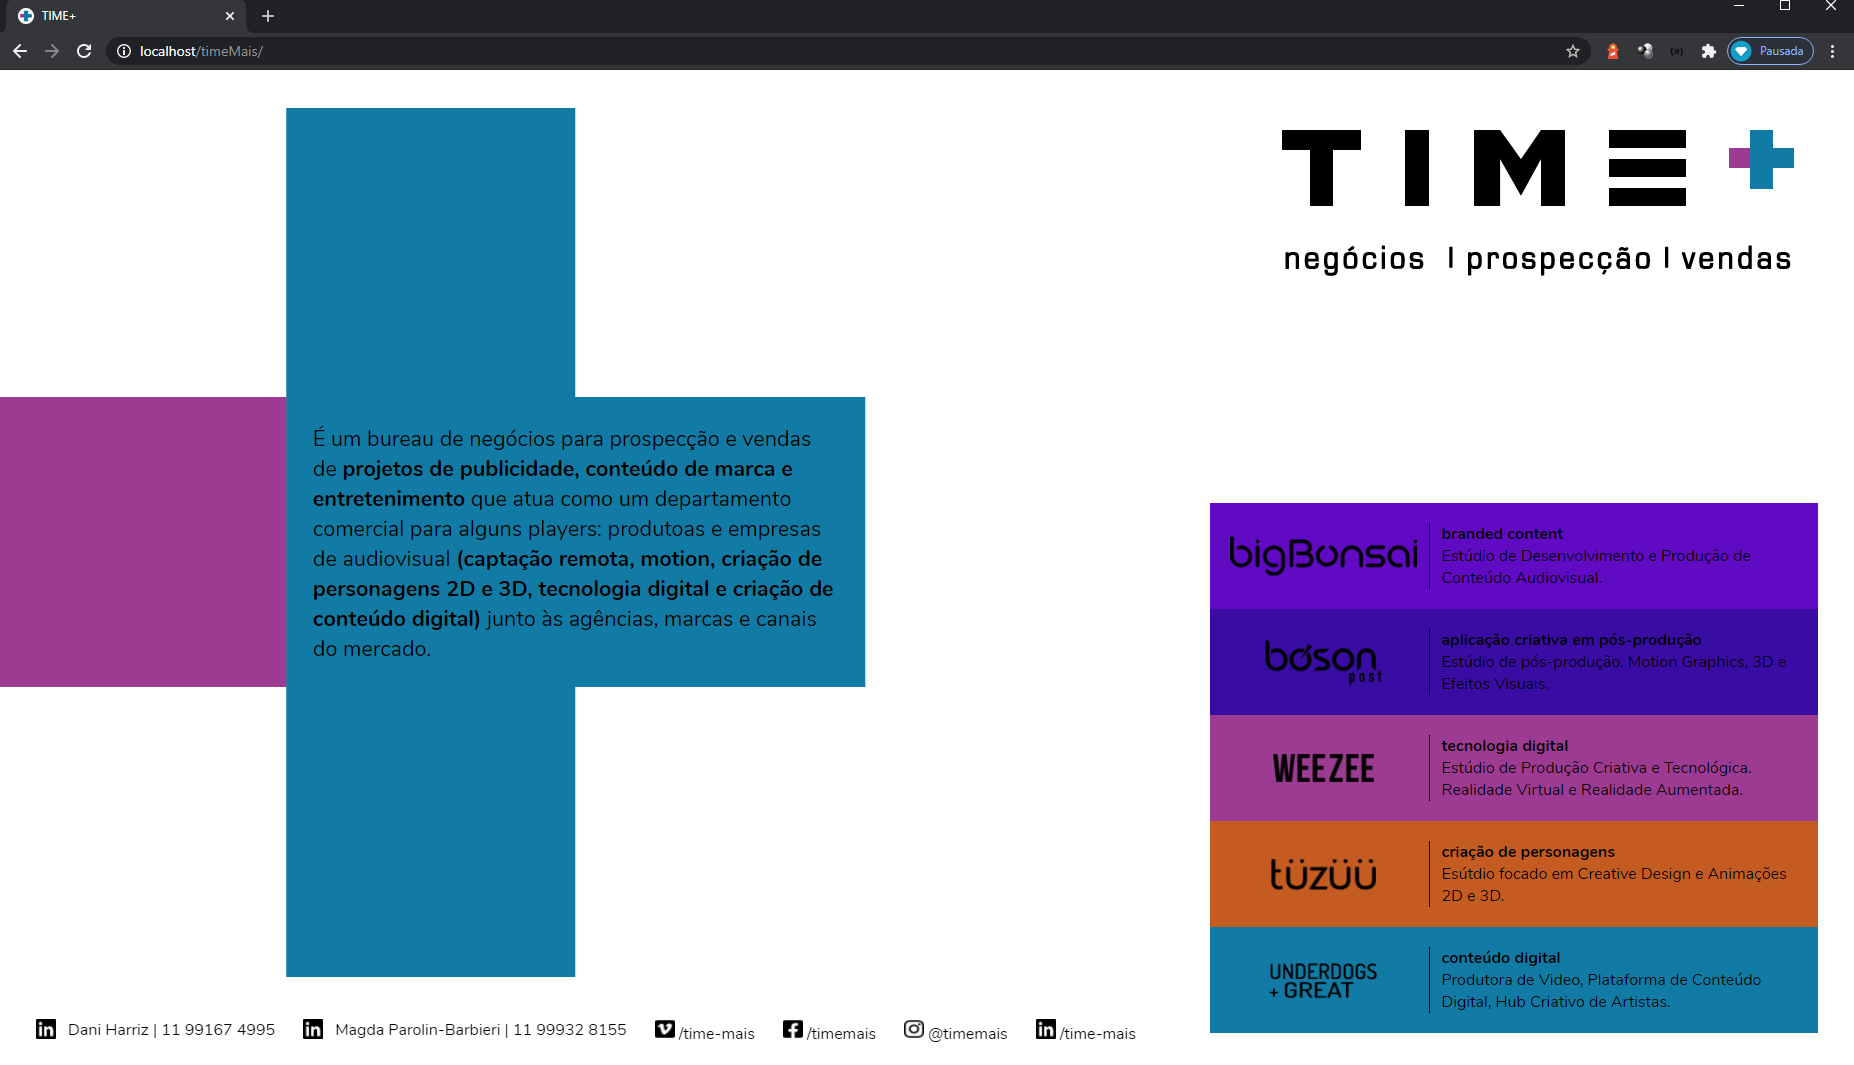 TIME+
localhost/timeMais/
Pausada
TIME+
negócios | prospecção | vendas
É um bureau de negócios para prospecção e vendas
de projetos de publicidade, conteúdo de marca e
entretenimento que atua como um departamento
comercial para alguns players: produtoas e empresas
de audiovisual (captação remota, motion, criação de
personagens 2D e 3D, tecnologia digital e criação de
conteúdo digital) junto às agências, marcas e canais
do mercado.
bigBonsai
branded content
Estúdio de Desenvolvimento e Produção de
Conteúdo Audiovisual.
bóson
post
aplicação criativa em pós-produção
Estúdio de pós-produção. Motion Graphics, 3D e
Efeitos Visuais.
WEEZEE
tecnologia digital
Estúdio de Produção Criativa e Tecnológica.
Realidade Virtual e Realidade Aumentada.
tüzüü
criação de personagens
Esútdio focado em Creative Design e Animações
2D e 3D.
UNDERDOGS
+ GREAT
conteúdo digital
Produtora de Video, Plataforma de Conteúdo
Digital, Hub Criativo de Artistas.
Dani Harriz | 11 99167 4995
Magda Parolin-Barbieri | 11 99932 8155
/time-mais
/timemais
@timemais
/time-mais